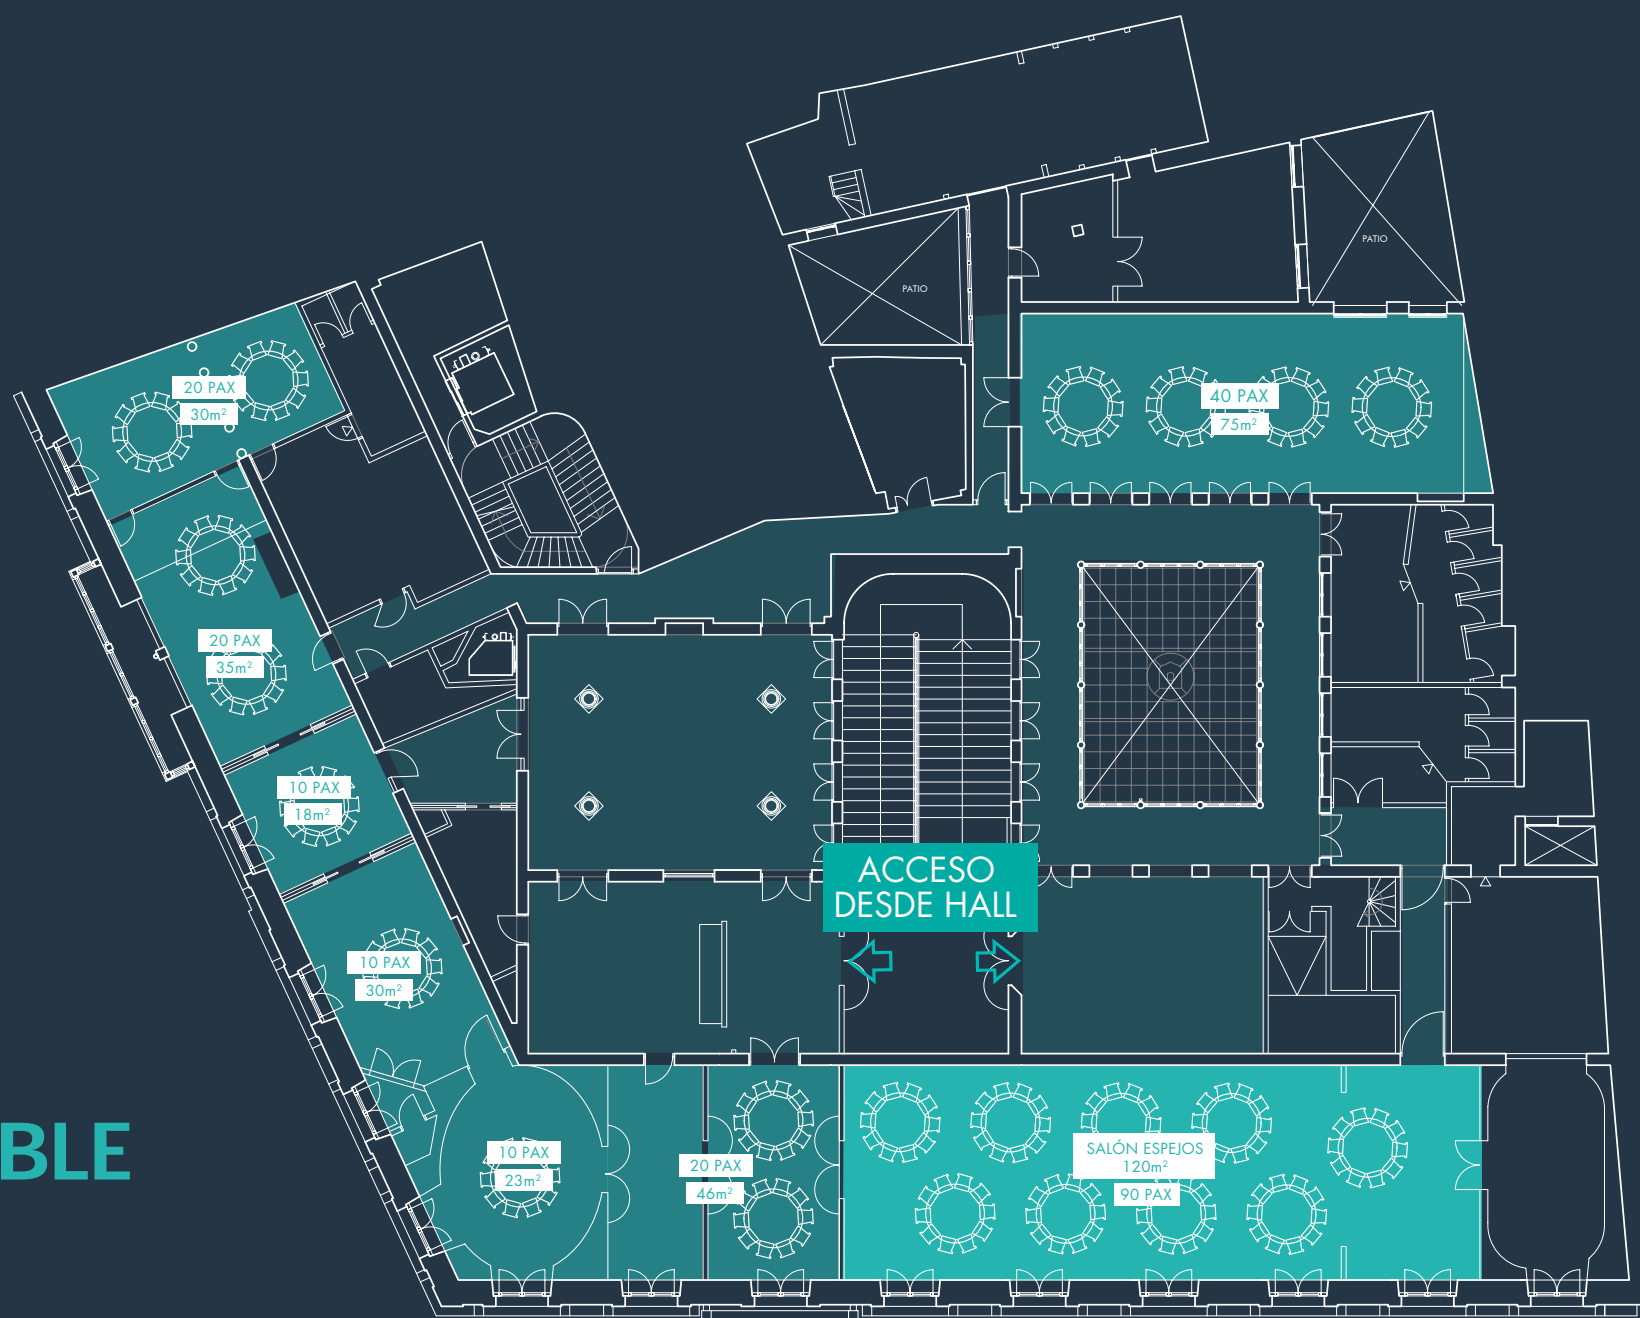 PATIO
PATIO
20 PAX
30m²
40 PAX
75m²
20 PAX
35m²
10 PAX
18m²
ACCESO
DESDE HALL
10 PAX
30m²
BLE
10 PAX
23m²
20 PAX
46m²
SALÓN ESPEJOS
120m²
90 PAX